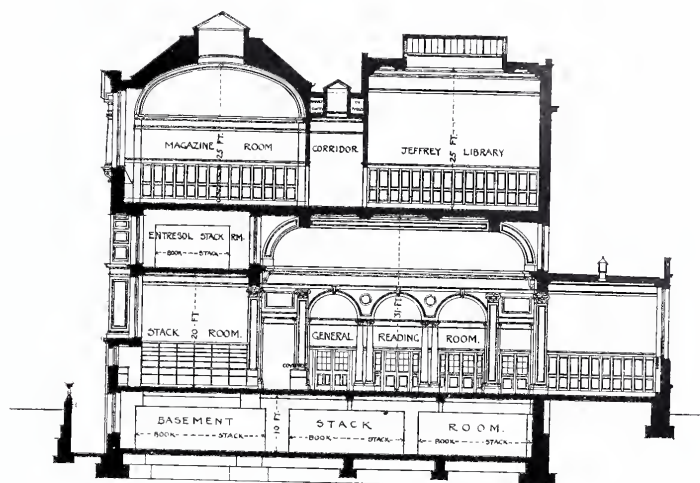 MAGAZINE ROOM
25 FT.
CORRIDOR
JEFFREY LIBRARY
25 FT.
ENTRESOL STACK RM.
BOOK STACK
STACK ROOM.
20 FT
GENERAL READING ROOM.
31 FT
BASEMENT STACK ROOM.
BOOK STACK
BOOK STACK
BOOK STACK
10 FT.